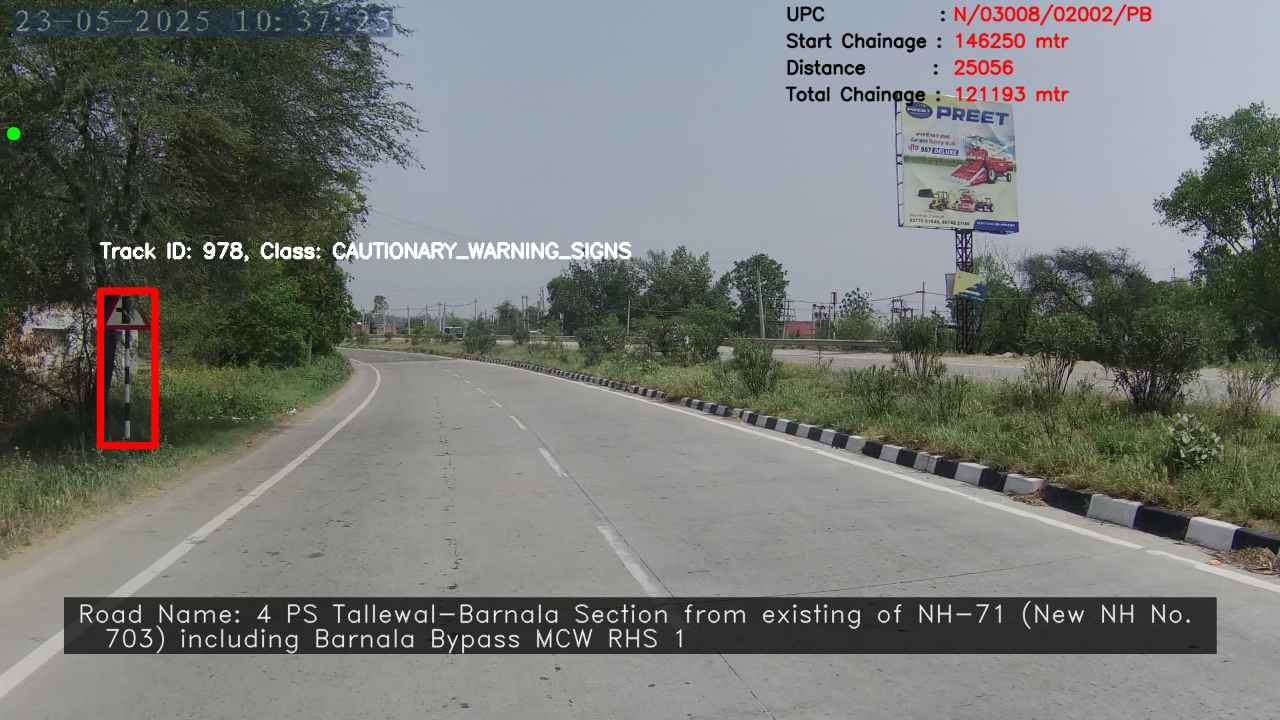 23-05-2025 10:37:25
UPC : N/03008/02002/PB
Start Chainage : 146250 mtr
Distance : 25056
Total Chainage : 121193 mtr
PREET
987 DELUXE
Track ID: 978, Class: CAUTIONARY_WARNING_SIGNS
Road Name: 4 PS Tallewal-Barnala Section from existing of NH-71 (New NH No.
703) including Barnala Bypass MCW RHS 1